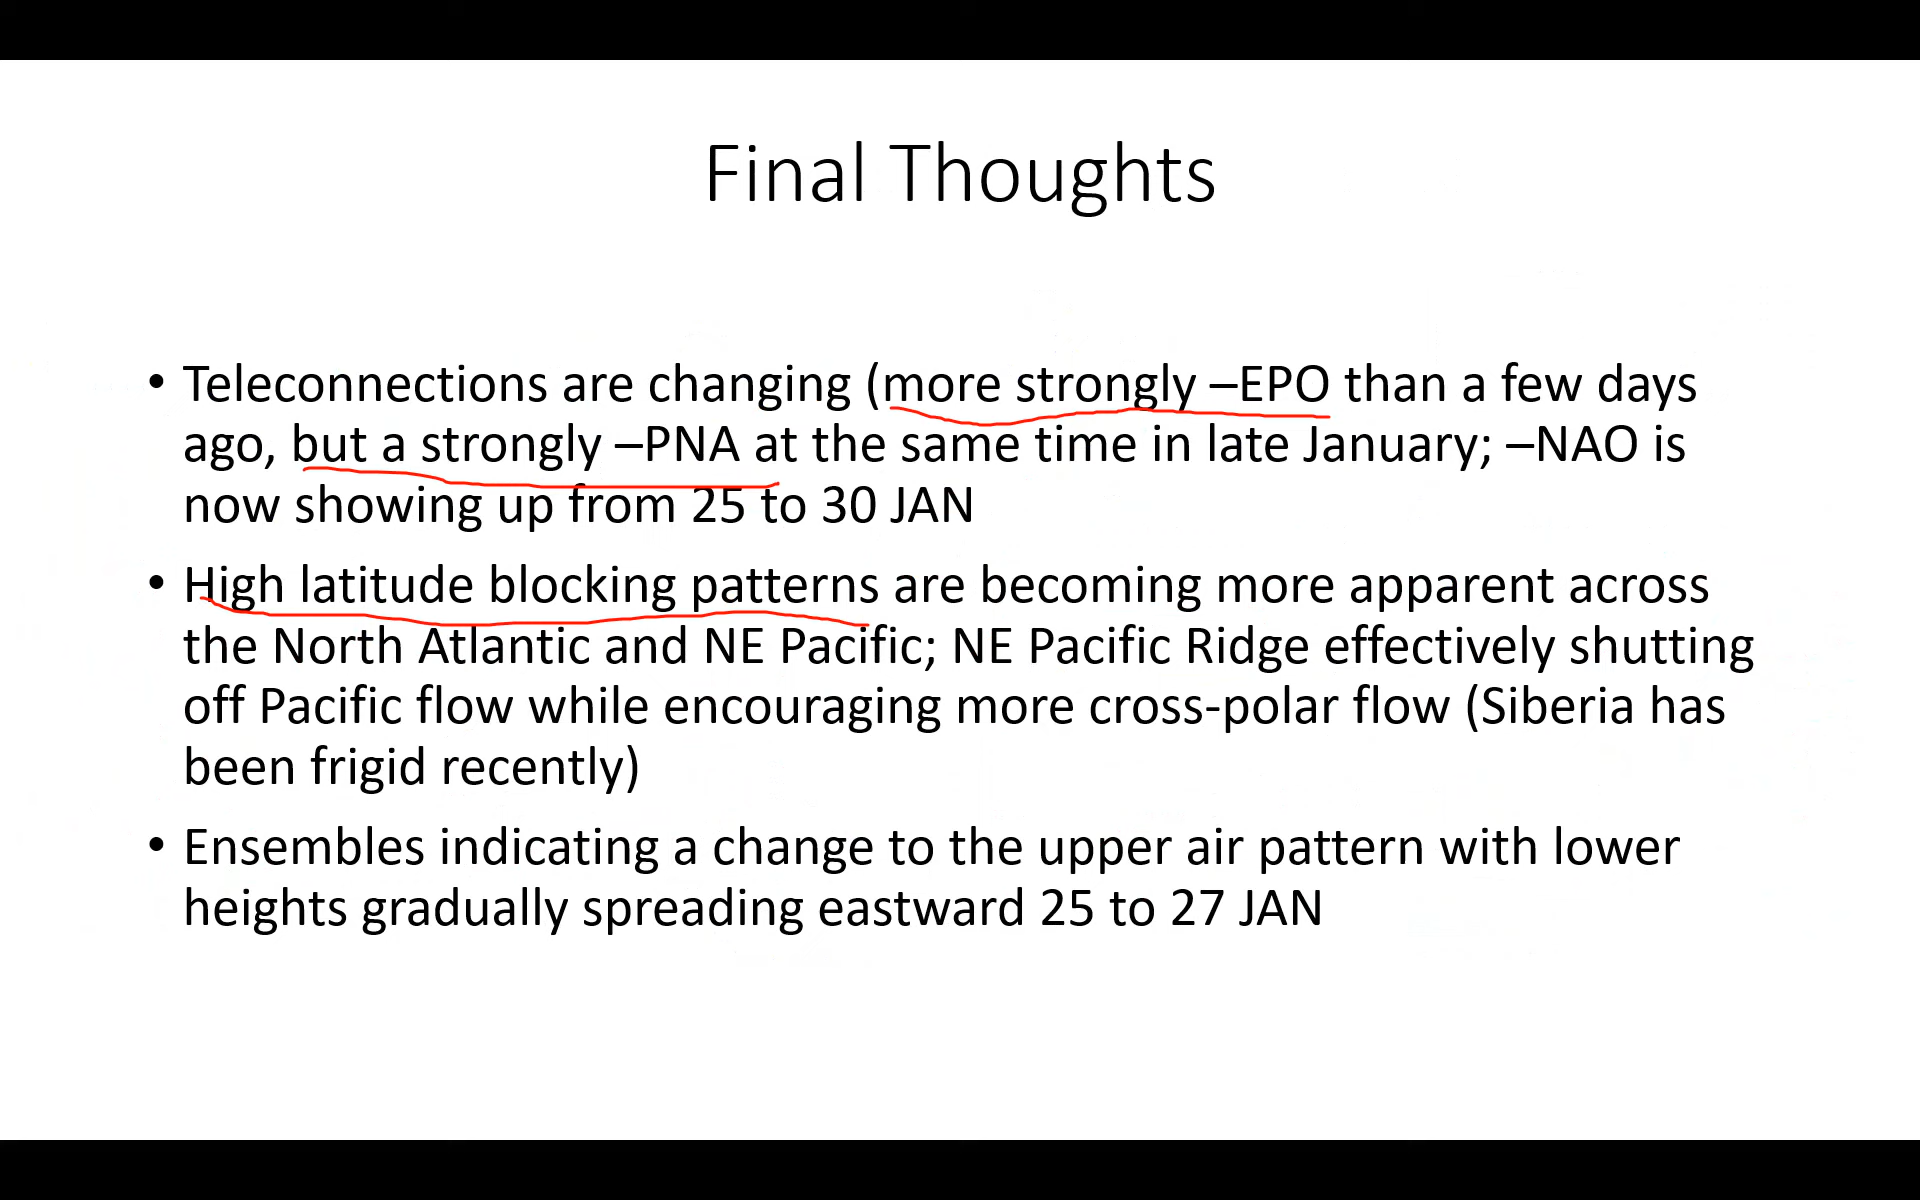 Final Thoughts
• Teleconnections are changing (more strongly –EPO than a few days
ago, but a strongly –PNA at the same time in late January; –NAO is
now showing up from 25 to 30 JAN
• High latitude blocking patterns are becoming more apparent across
the North Atlantic and NE Pacific; NE Pacific Ridge effectively shutting
off Pacific flow while encouraging more cross-polar flow (Siberia has
been frigid recently)
• Ensembles indicating a change to the upper air pattern with lower
heights gradually spreading eastward 25 to 27 JAN